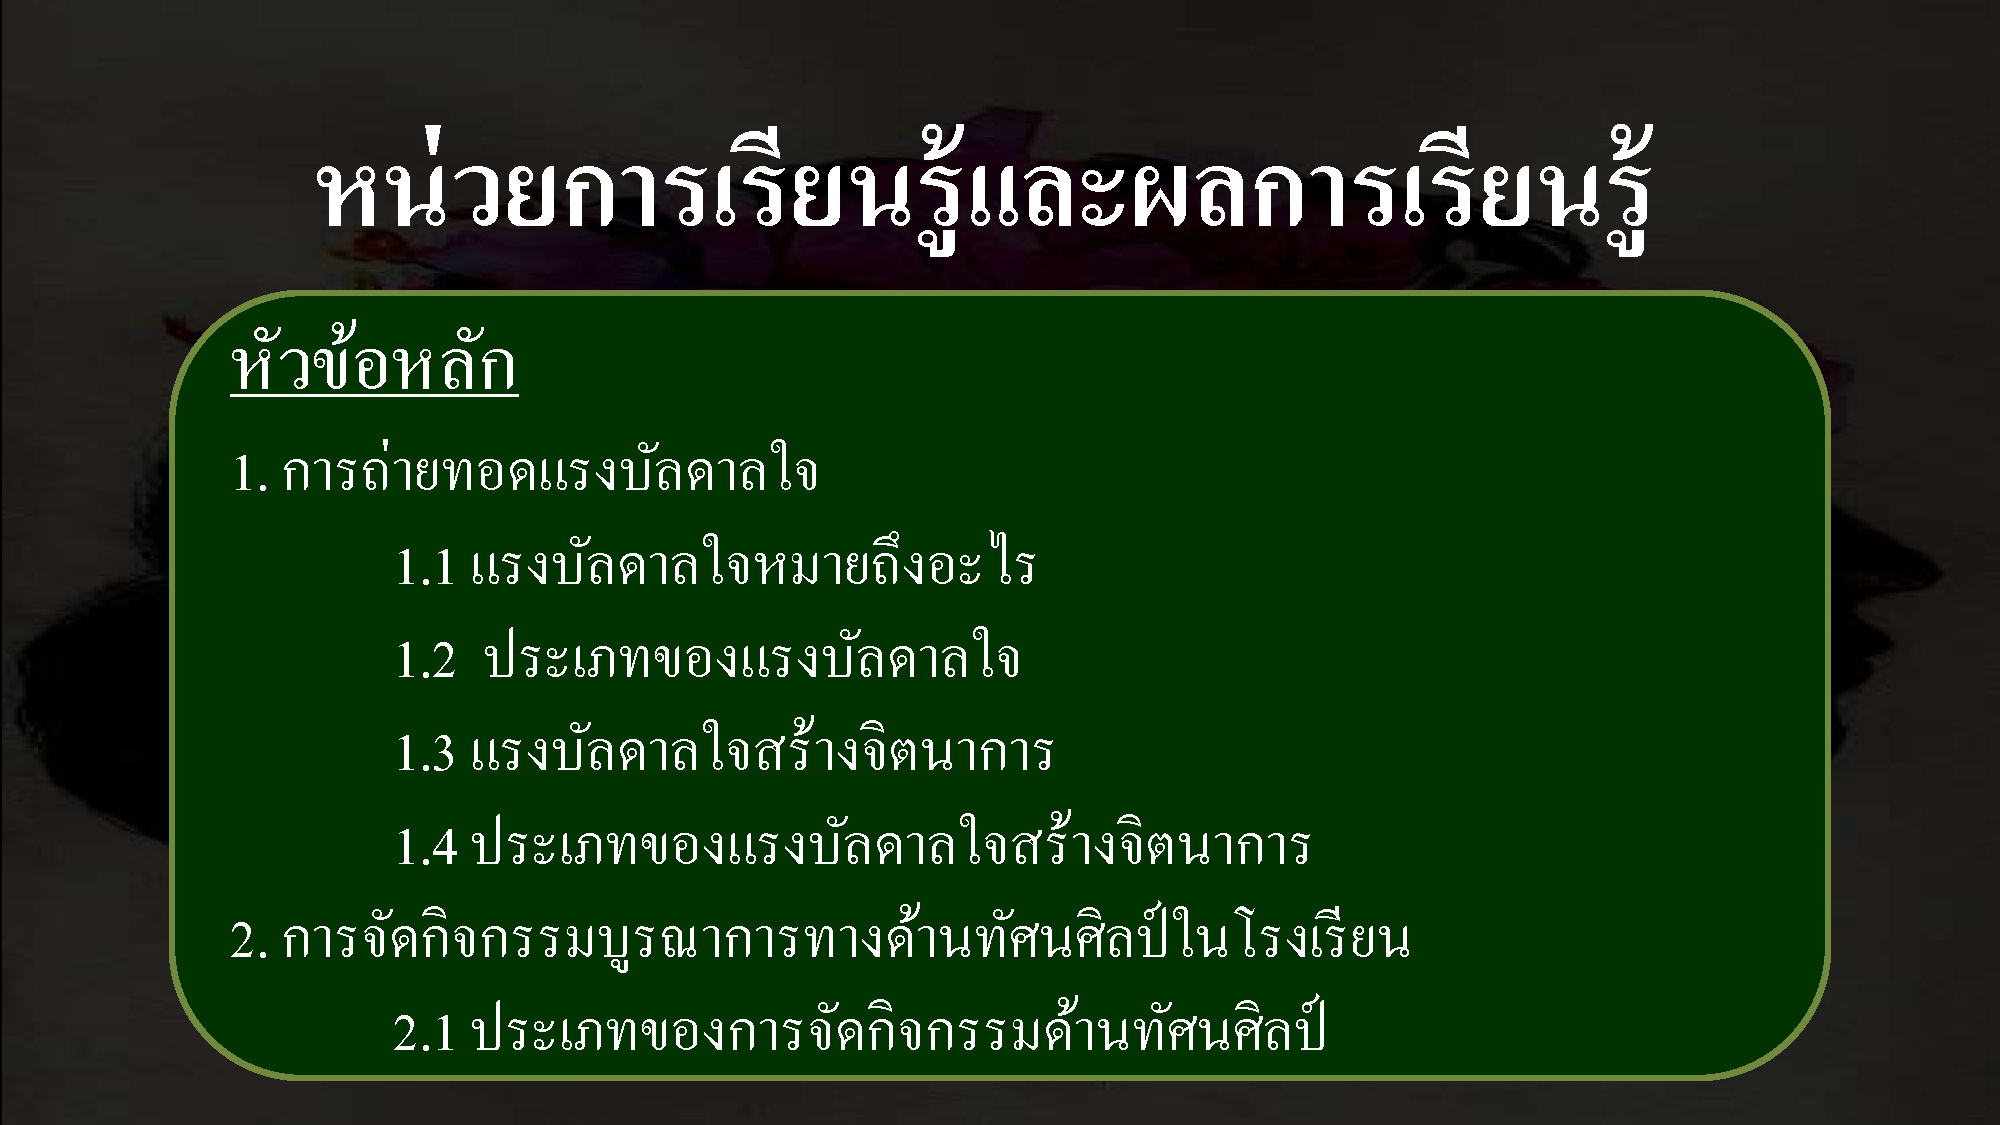 หน่วยการเรียนรู้และผลการเรียนรู้
หัวข้อหลัก
1. การถ่ายทอดแรงบัลดาลใจ
1.1 แรงบัลดาลใจหมายถึงอะไร
1.2 ประเภทของแรงบัลดาลใจ
1.3 แรงบัลดาลใจสร้างจิตนาการ
1.4 ประเภทของแรงบัลดาลใจสร้างจิตนาการ
2. การจัดกิจกรรมบูรณาการทางด้านทัศนศิลป์ในโรงเรียน
2.1 ประเภทของการจัดกิจกรรมด้านทัศนศิลป์